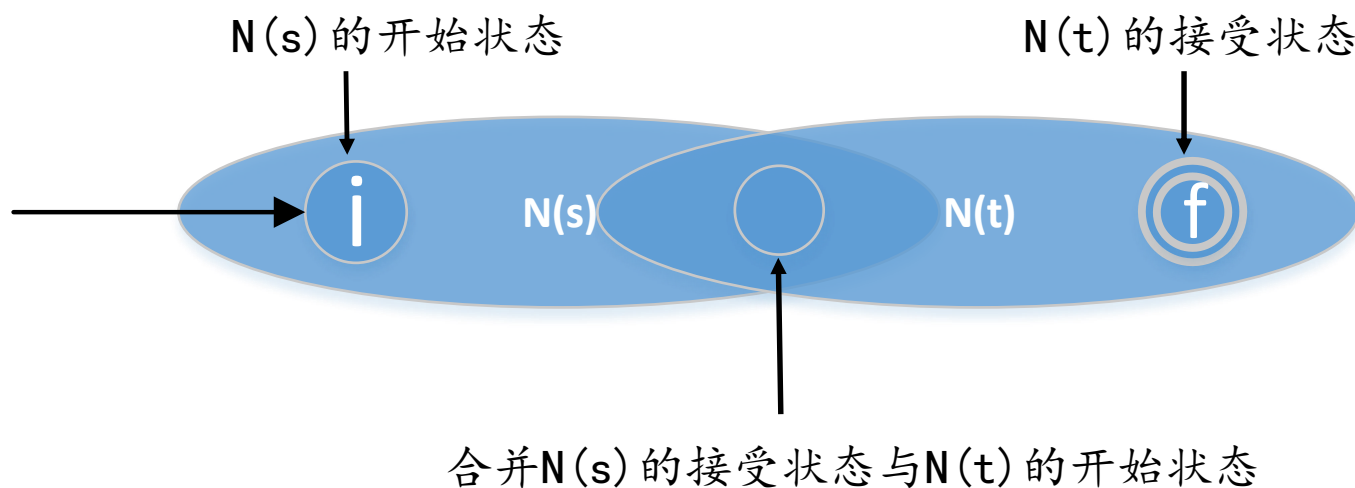 N(s)的开始状态
N(t)的接受状态
i
N(s)
N(t)
f
合并N(s)的接受状态与N(t)的开始状态